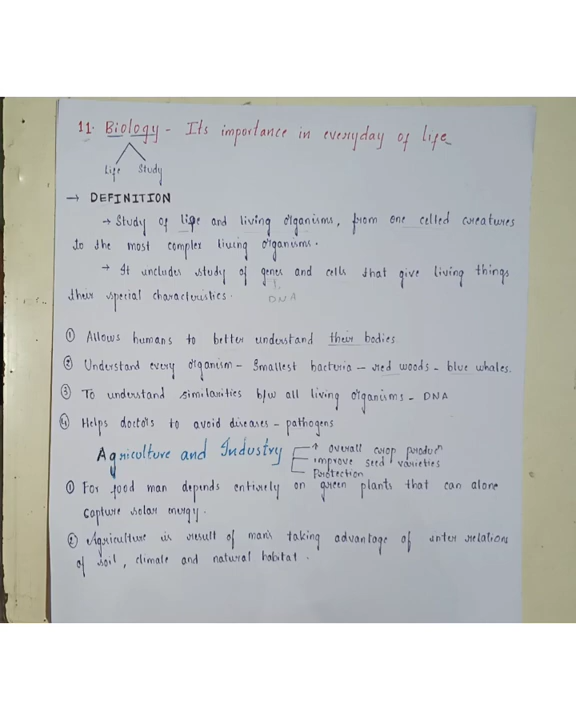 11. Biology - Its importance in everyday of life
Life Study
→ DEFINITION
→ Study of life and living organisms, from one celled creatures
to the most complex living organisms.
→ It includes study of genes and cells that give living things
their special characteristics. DNA
① Allows humans to better understand their bodies
② Understand every organism - Smallest bacteria - red woods - blue whales.
③ To understand similarities b/w all living organisms - DNA
④ Helps doctors to avoid diseases - pathogens
Agriculture and Industry
↑ overall crop producn
improve seed varieties
Protection
① For food man depends entirely on green plants that can alone
capture solar energy.
② Agriculture is result of man's taking advantage of inter relations
of soil, climate and natural habitat.